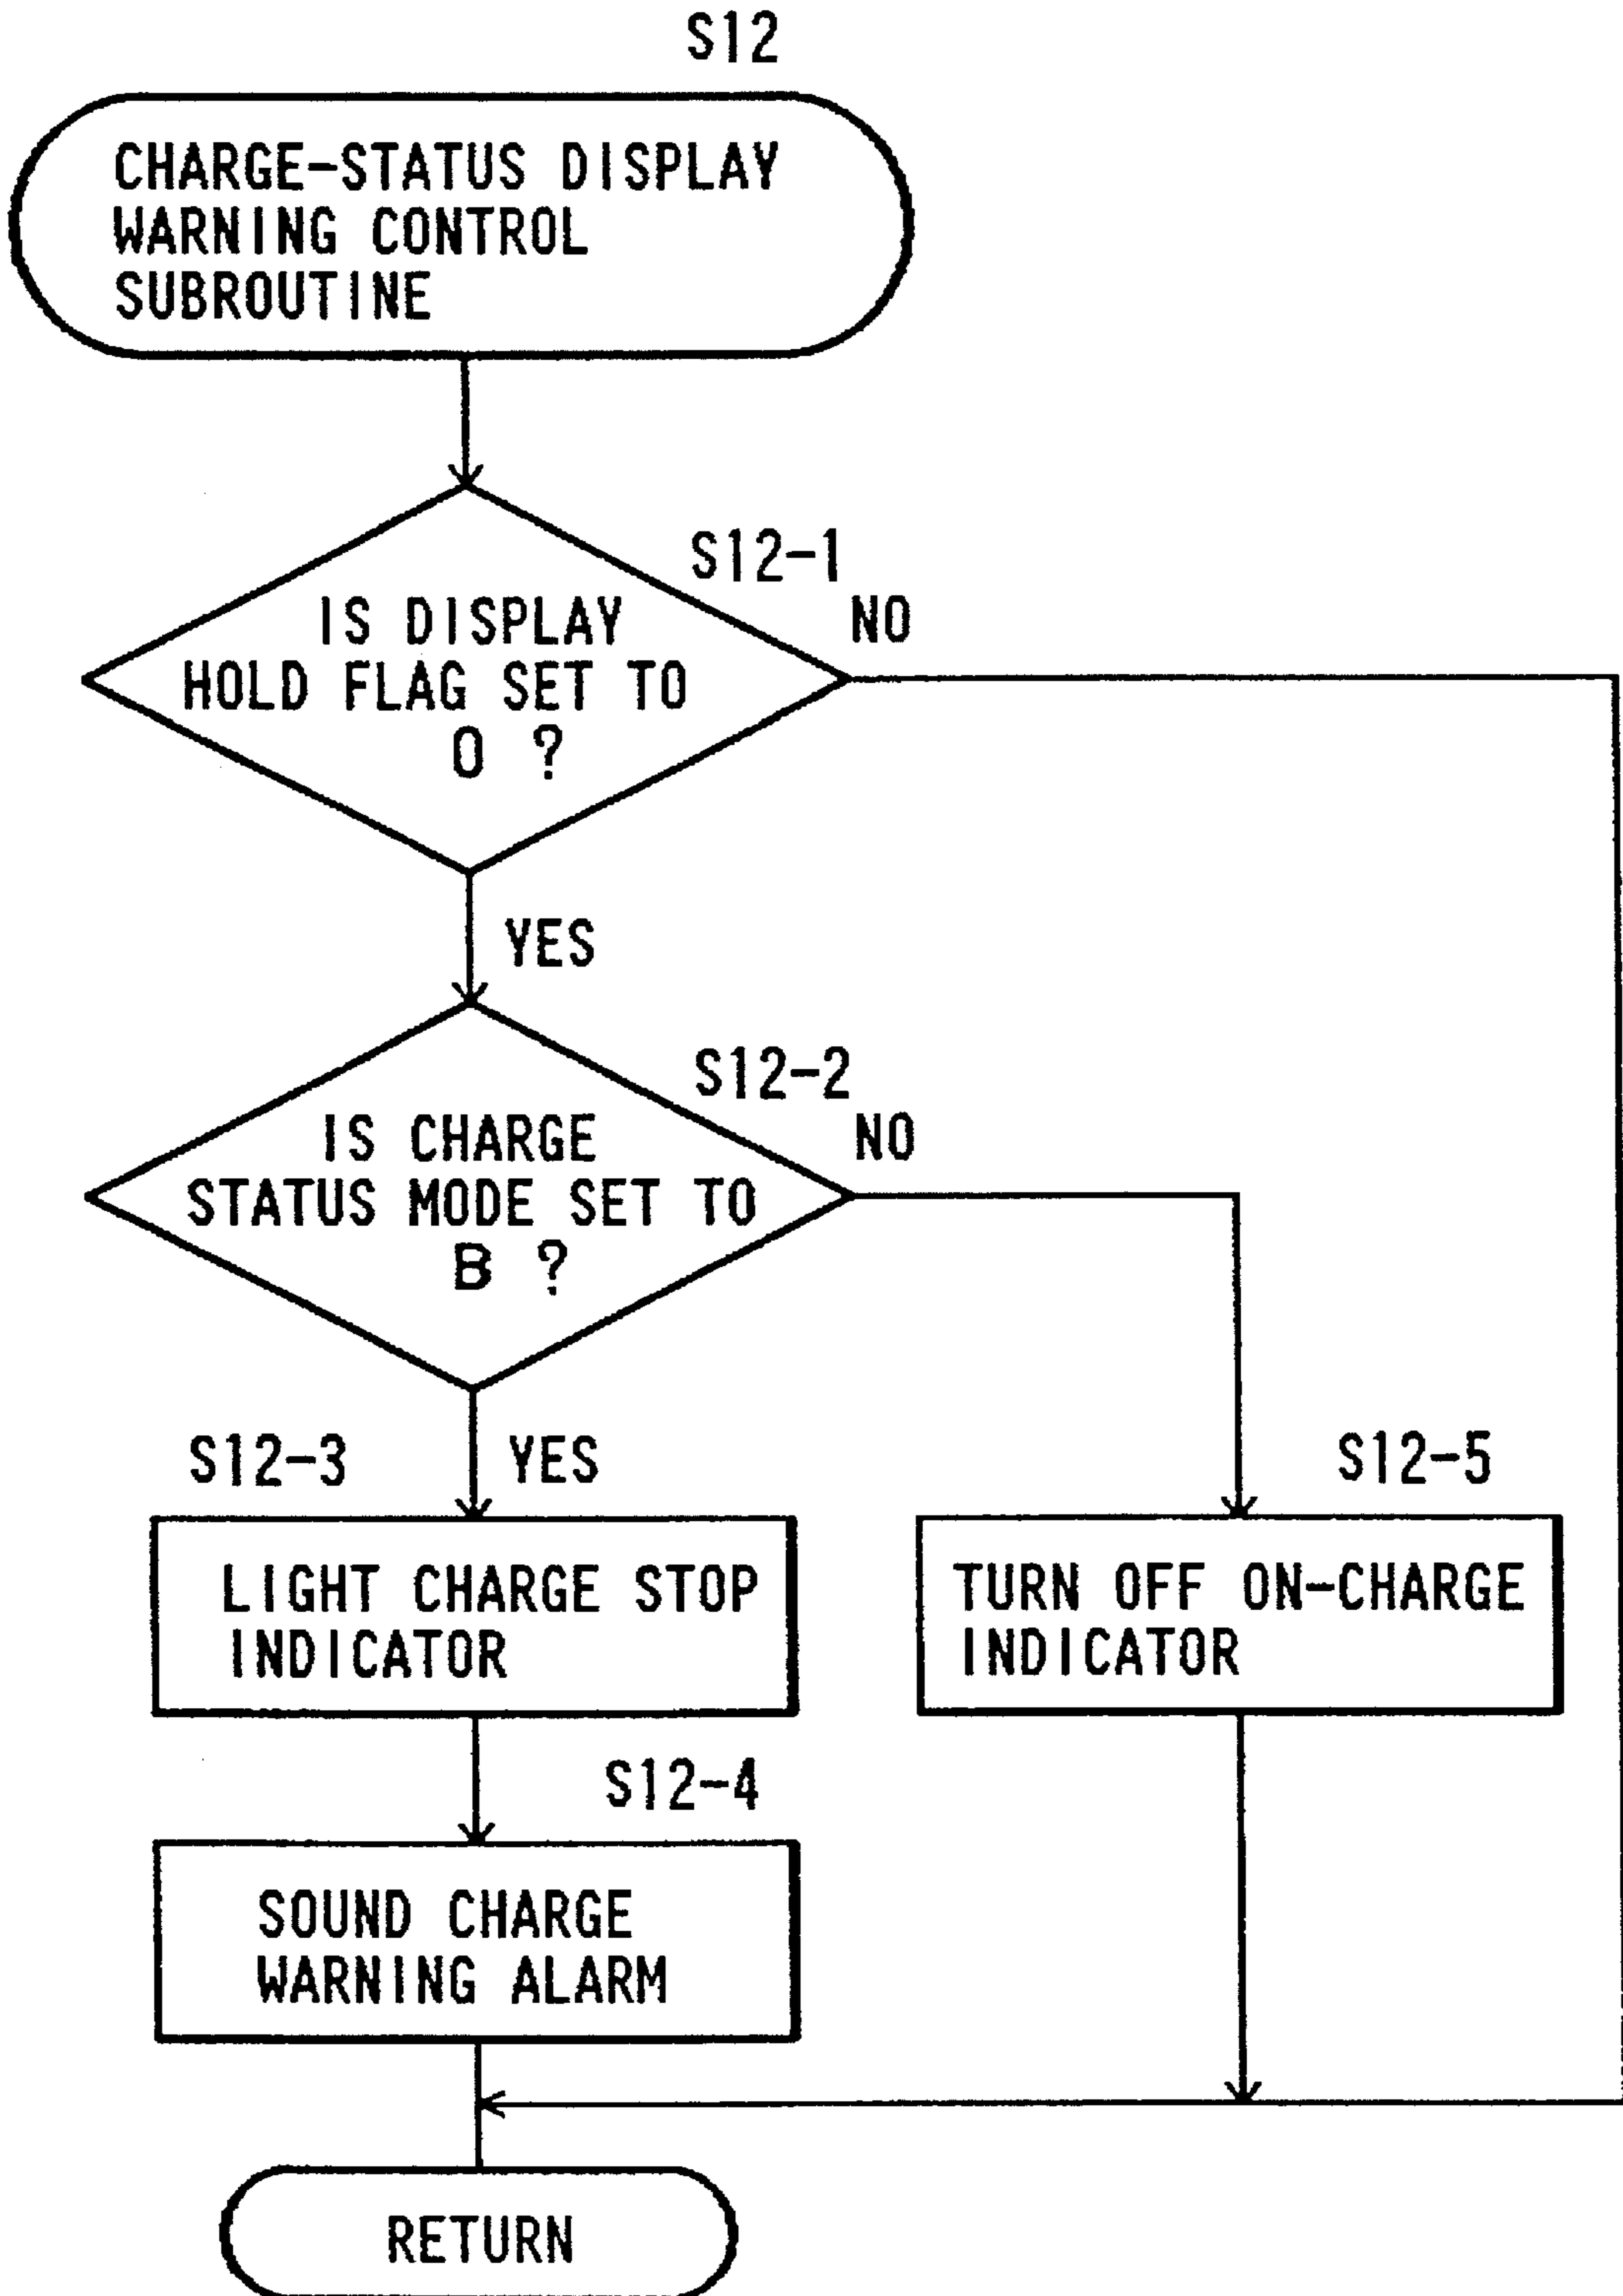 S12
CHARGE-STATUS DISPLAY
WARNING CONTROL
SUBROUTINE
S12-1
IS DISPLAY
HOLD FLAG SET TO
0 ?
NO
YES
S12-2
IS CHARGE
STATUS MODE SET TO
B ?
NO
S12-3
YES
LIGHT CHARGE STOP
INDICATOR
S12-5
TURN OFF ON-CHARGE
INDICATOR
S12-4
SOUND CHARGE
WARNING ALARM
RETURN